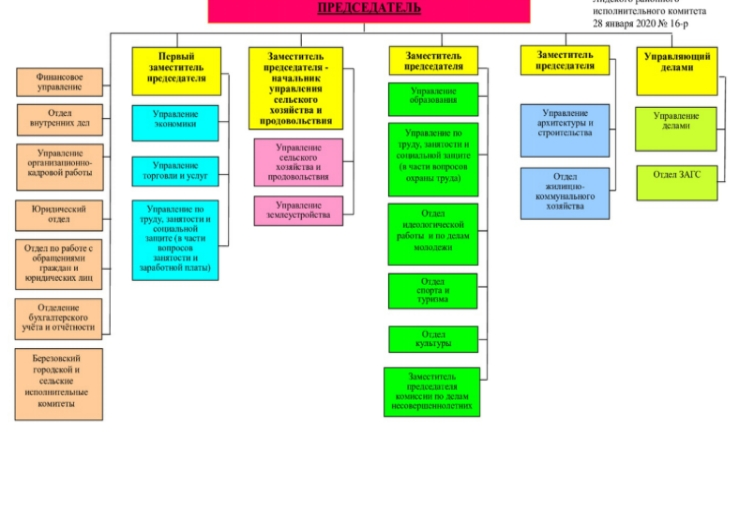 ПРЕДСЕДАТЕЛЬ
исполнительного комитета
28 января 2020 № 16-р
Финансовое
управление
Отдел
внутренних дел
Управление
организационно-
кадровой работы
Юридический
отдел
Отдел по работе с
обращениями
граждан и
юридических лиц
Отделение
бухгалтерского
учёта и отчётности
Березовский
городской и
сельские
исполнительные
комитеты
Первый
заместитель
председателя
Управление
экономики
Управление
торговли и услуг
Управление по
труду, занятости и
социальной
защите (в части
вопросов
занятости и
заработной платы)
Заместитель
председателя -
начальник
управления
сельского
хозяйства и
продовольствия
Управление
сельского
хозяйства и
продовольствия
Управление
землеустройства
Заместитель
председателя
Управление
образования
Управление по
труду, занятости и
социальной защите
(в части вопросов
охраны труда)
Отдел
идеологической
работы и по делам
молодежи
Отдел
спорта и
туризма
Отдел
культуры
Заместитель
председателя
комиссии по делам
несовершеннолетних
Заместитель
председателя
Управление
архитектуры и
строительства
Отдел
жилищно-
коммунального
хозяйства
Управляющий
делами
Управление
делами
Отдел ЗАГС